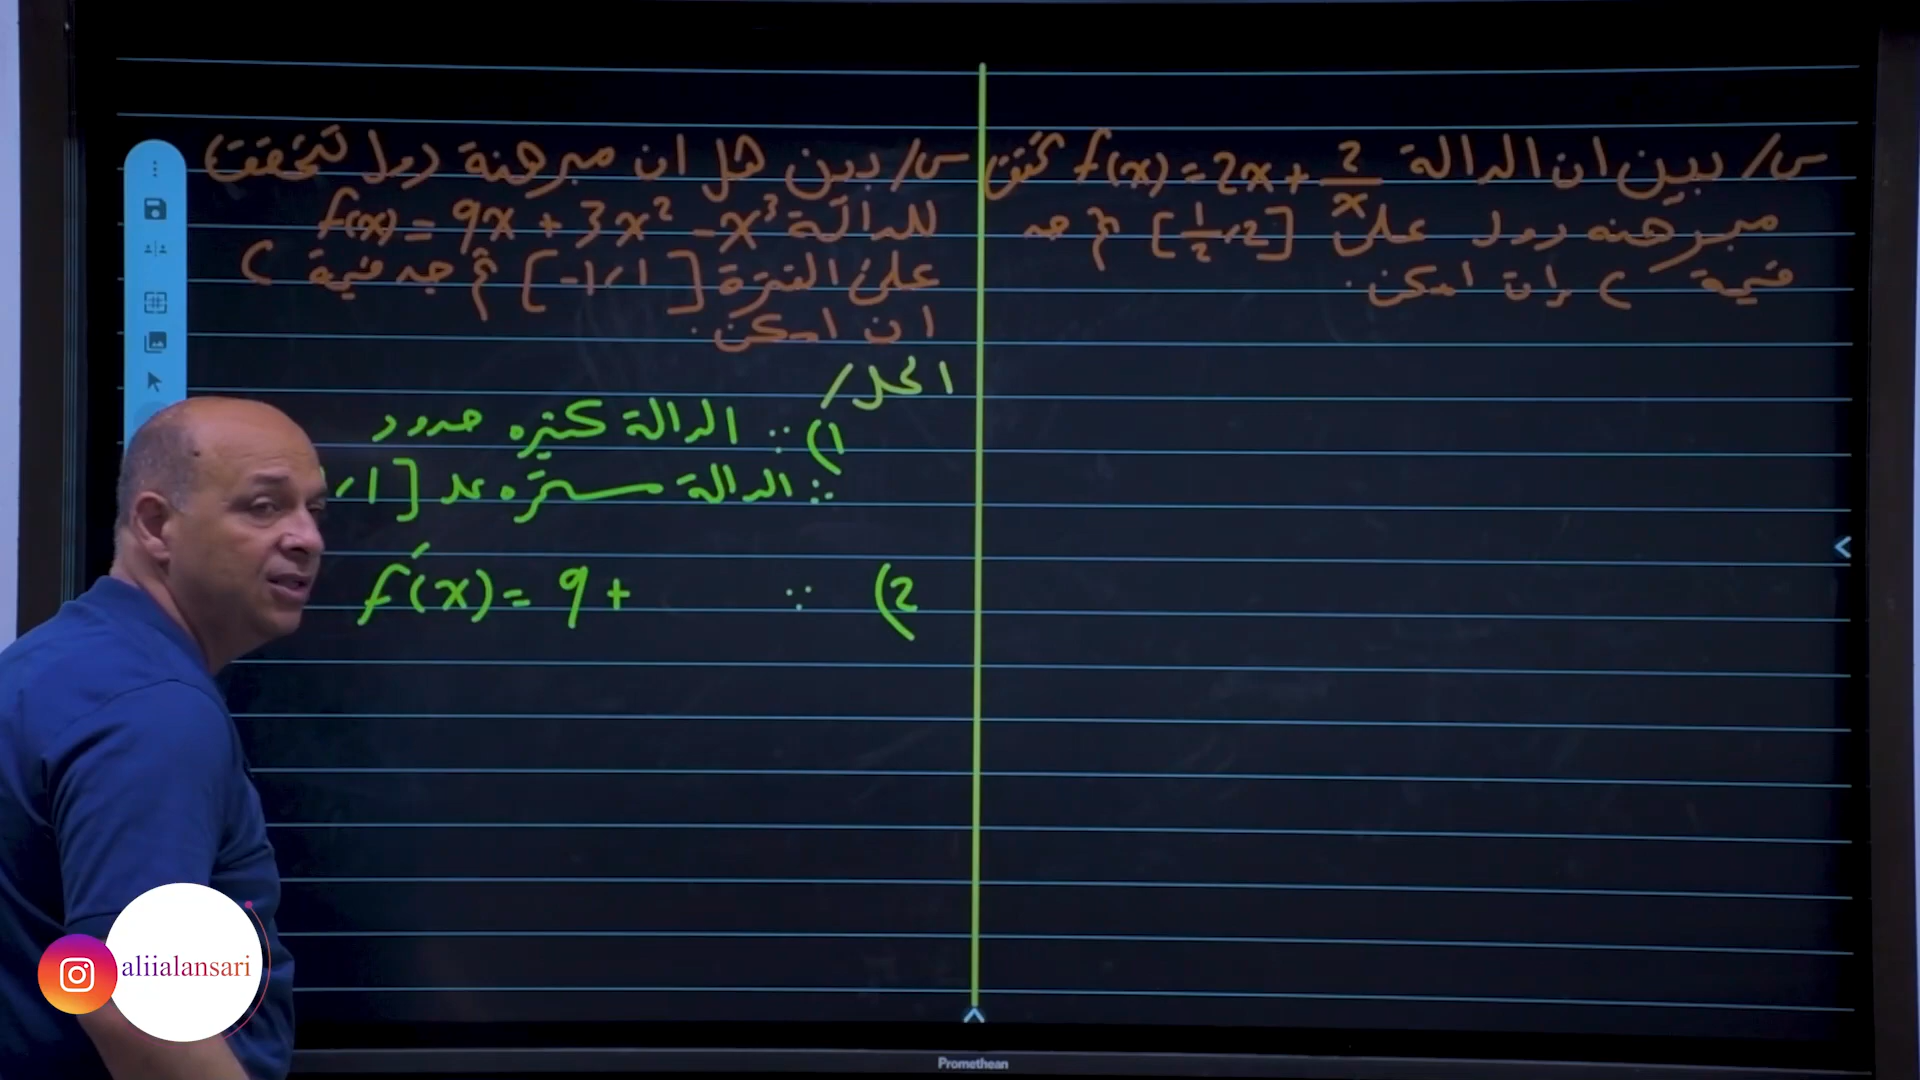 س/ بين ان الدالة f(x) = 2x + 2/x تحقق
مبرهنة رول على [1/2, 2] ثم جد
قيمة c إن امكن.
س/ بين هل ان مبرهنة رول تتحقق
للدالة f(x) = 9x + 3x² - x³
على الفترة [-1, 1] ثم جد قيمة c
ان امكن.
الحل/
1) ∵ الدالة كثيرة حدود
∴ الدالة مستمرة على [1,
2) ∵ f'(x) = 9 +
aliialansari
Promethean